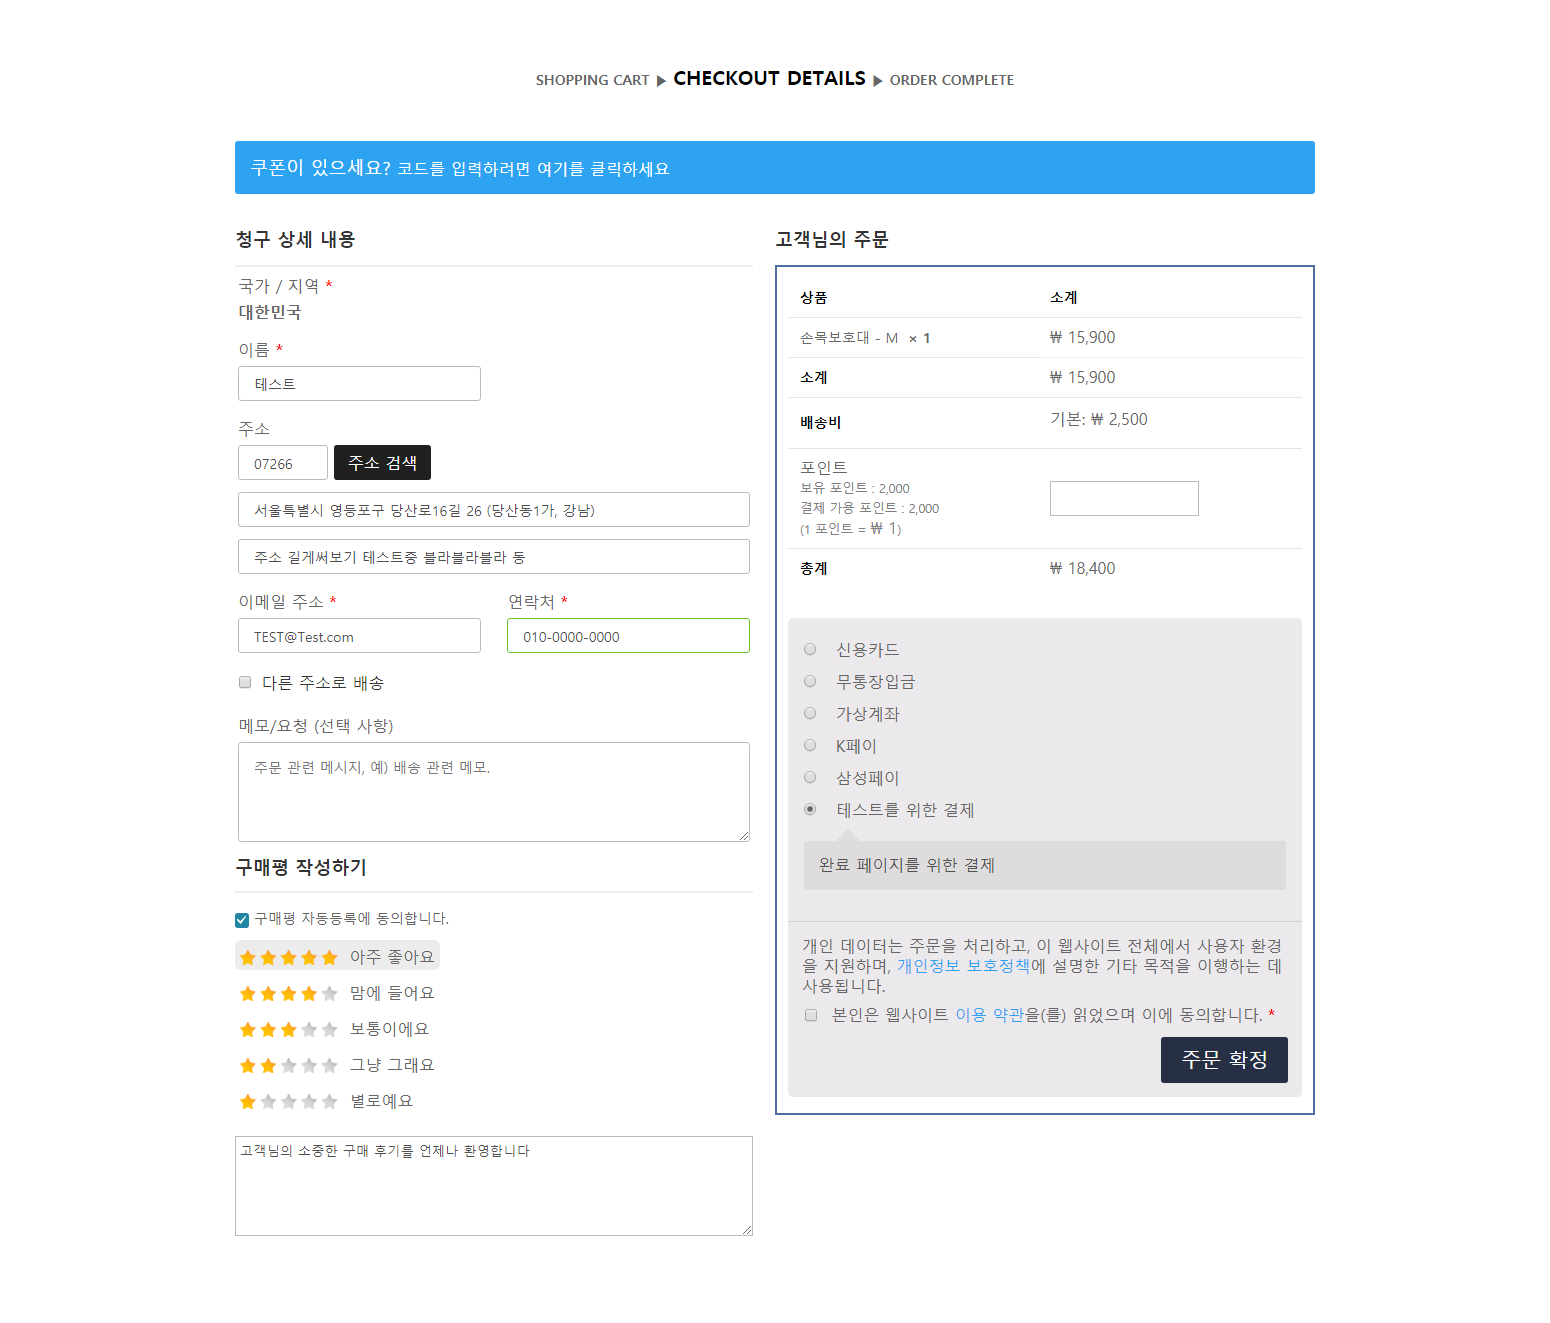 SHOPPING CART ▶ CHECKOUT DETAILS ▶ ORDER COMPLETE
쿠폰이 있으세요? 코드를 입력하려면 여기를 클릭하세요
청구 상세 내용
국가 / 지역 *
대한민국
이름 *
테스트
주소
07266 주소 검색
서울특별시 영등포구 당산로16길 26 (당산동1가, 강남)
주소 길게써보기 테스트중 블라블라블라 동
이메일 주소 * 연락처 *
TEST@Test.com 010-0000-0000
다른 주소로 배송
메모/요청 (선택 사항)
주문 관련 메시지, 예) 배송 관련 메모.
구매평 작성하기
구매평 자동등록에 동의합니다.
아주 좋아요
맘에 들어요
보통이에요
그냥 그래요
별로예요
고객님의 소중한 구매 후기를 언제나 환영합니다
고객님의 주문
상품 소계
손목보호대 - M × 1 ₩ 15,900
소계 ₩ 15,900
배송비 기본: ₩ 2,500
포인트
보유 포인트 : 2,000
결제 가용 포인트 : 2,000
(1 포인트 = ₩ 1)
총계 ₩ 18,400
신용카드
무통장입금
가상계좌
K페이
삼성페이
테스트를 위한 결제
완료 페이지를 위한 결제
개인 데이터는 주문을 처리하고, 이 웹사이트 전체에서 사용자 환경
을 지원하며, 개인정보 보호정책에 설명한 기타 목적을 이행하는 데
사용됩니다.
본인은 웹사이트 이용 약관을(를) 읽었으며 이에 동의합니다. *
주문 확정